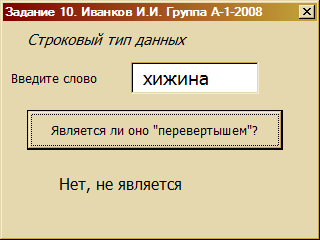 Задание 10. Иванков И.И. Группа А-1-2008
Строковый тип данных
Введите слово
хижина
Является ли оно "перевертышем"?
Нет, не является